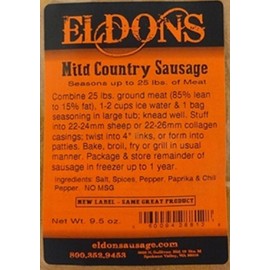 ELDONS
Mild Country Sausage
Seasons up to 25 lbs. of Meat
Combine 25 lbs. ground meat (85% lean
to 15% fat), 1-2 cups ice water & 1 bag
seasoning in large tub; knead well. Stuff
into 22-24mm sheep or 22-26mm collagen
casings; twist into 4" links, or form into
patties. Bake, broil, fry or grill in usual
manner. Package & store remainder of
sausage in freezer up to 1 year.
Ingredients: Salt, Spices, Pepper, Paprika & Chili
Pepper. NO MSG
NEW LABEL - SAME GREAT PRODUCT
Net Wt. 9.5 oz.
eldonsausage.com
800.352.9453